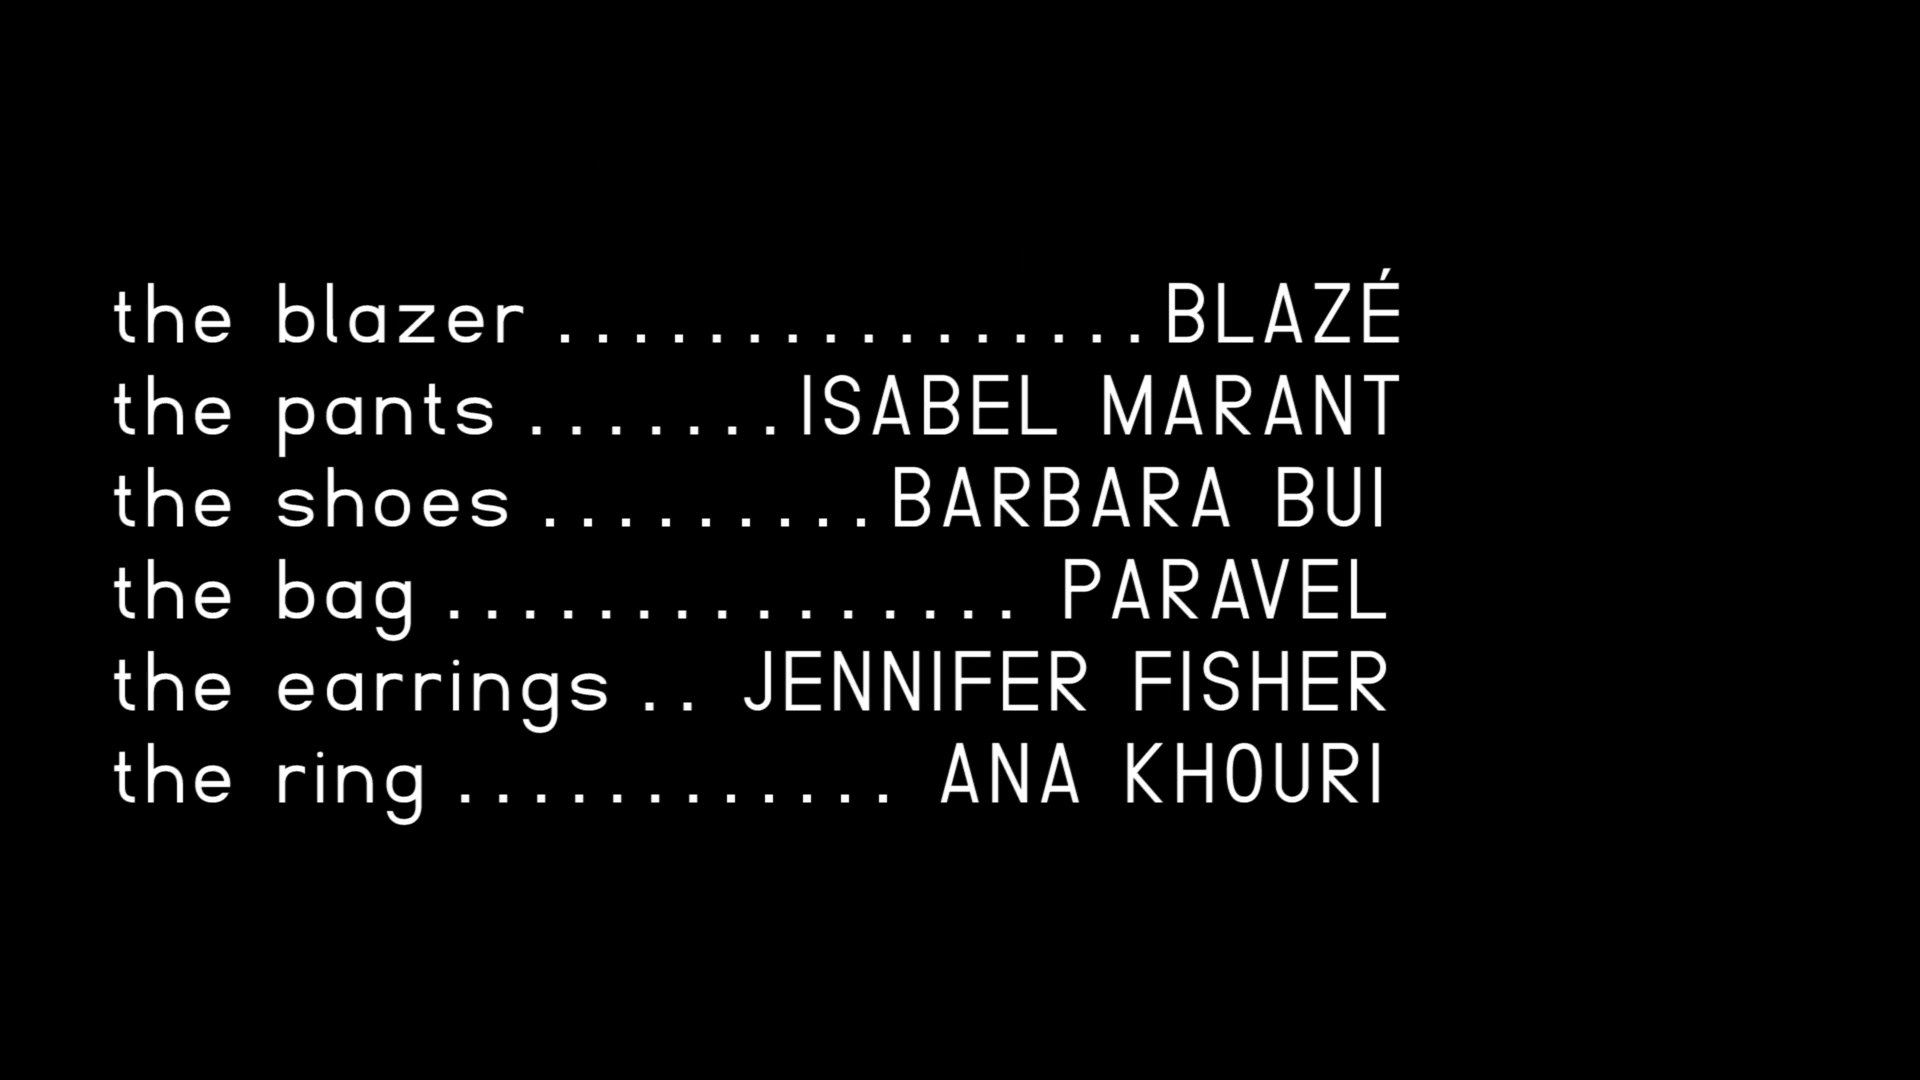 the blazer ................BLAZÉ
the pants .......ISABEL MARANT
the shoes .........BARBARA BUI
the bag ............... PARAVEL
the earrings .. JENNIFER FISHER
the ring ............ ANA KHOURI